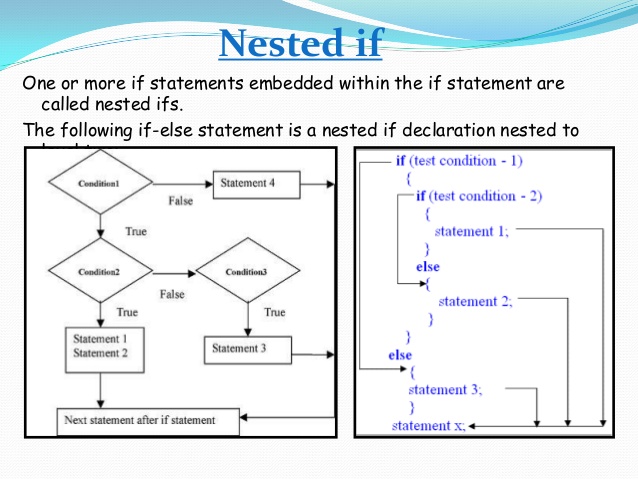 Nested if
One or more if statements embedded within the if statement are
called nested ifs.
The following if-else statement is a nested if declaration nested to
Condition1
False
Statement 4
True
Condition2
False
Condition3
True
True
Statement 1
Statement 2
Statement 3
Next statement after if statement
if (test condition - 1)
{
if (test condition - 2)
{
statement 1;
}
else
{
statement 2;
}
}
else
{
statement 3;
}
statement x;